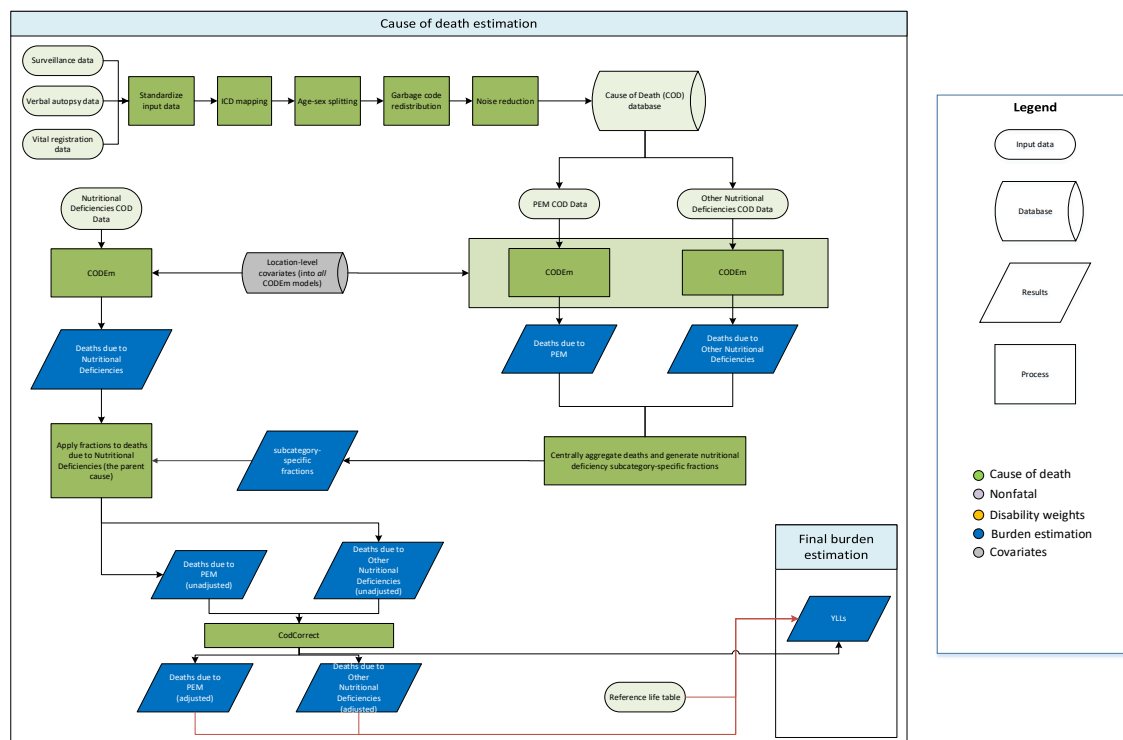 Cause of death estimation
Surveillance data
Verbal autopsy data
Vital registration
data
Standardize
input data
ICD mapping
Age-sex splitting
Garbage code
redistribution
Noise reduction
Cause of Death (COD)
database
Nutritional
Deficiencies COD
Data
PEM COD Data
Other Nutritional
Deficiencies COD Data
CODEm
Location-level
covariates (into all
CODEm models)
CODEm
CODEm
Deaths due to
Nutritional
Deficiencies
Deaths due to
PEM
Deaths due to
Other Nutritional
Deficiencies
Apply fractions to deaths
due to Nutritional
Deficiencies (the parent
cause)
subcategory-
specific
fractions
Centrally aggregate deaths and generate nutritional
deficiency subcategory-specific fractions
Deaths due to
PEM
(unadjusted)
Deaths due to
Other
Nutritional
Deficiencies
(unadjusted)
CodCorrect
Deaths due to
PEM
(adjusted)
Deaths due to
Other
Nutritional
Deficiencies
(adjusted)
Reference life table
Final burden
estimation
YLLs
Legend
Input data
Database
Results
Process
Cause of death
Nonfatal
Disability weights
Burden estimation
Covariates